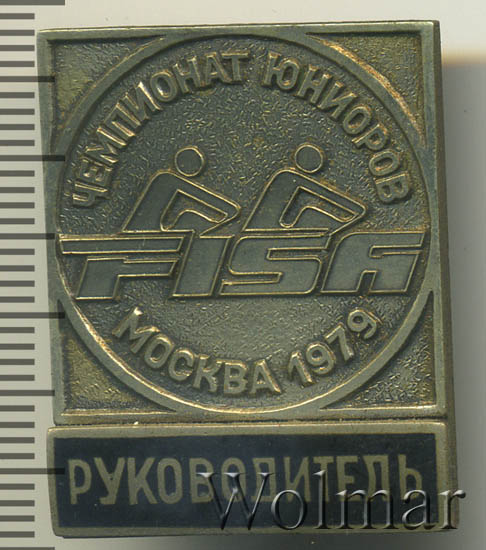 ЧЕМПИОНАТ ЮНИОРОВ
FISA
МОСКВА 1979
РУКОВОДИТЕЛЬ
Wolmar